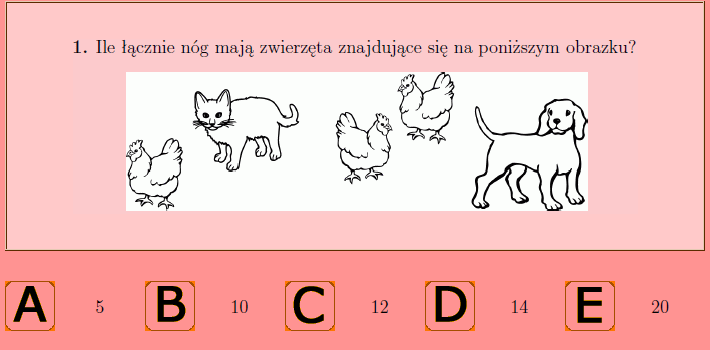 1. Ile łącznie nóg mają zwierzęta znajdujące się na poniższym obrazku?
A 5 B 10 C 12 D 14 E 20